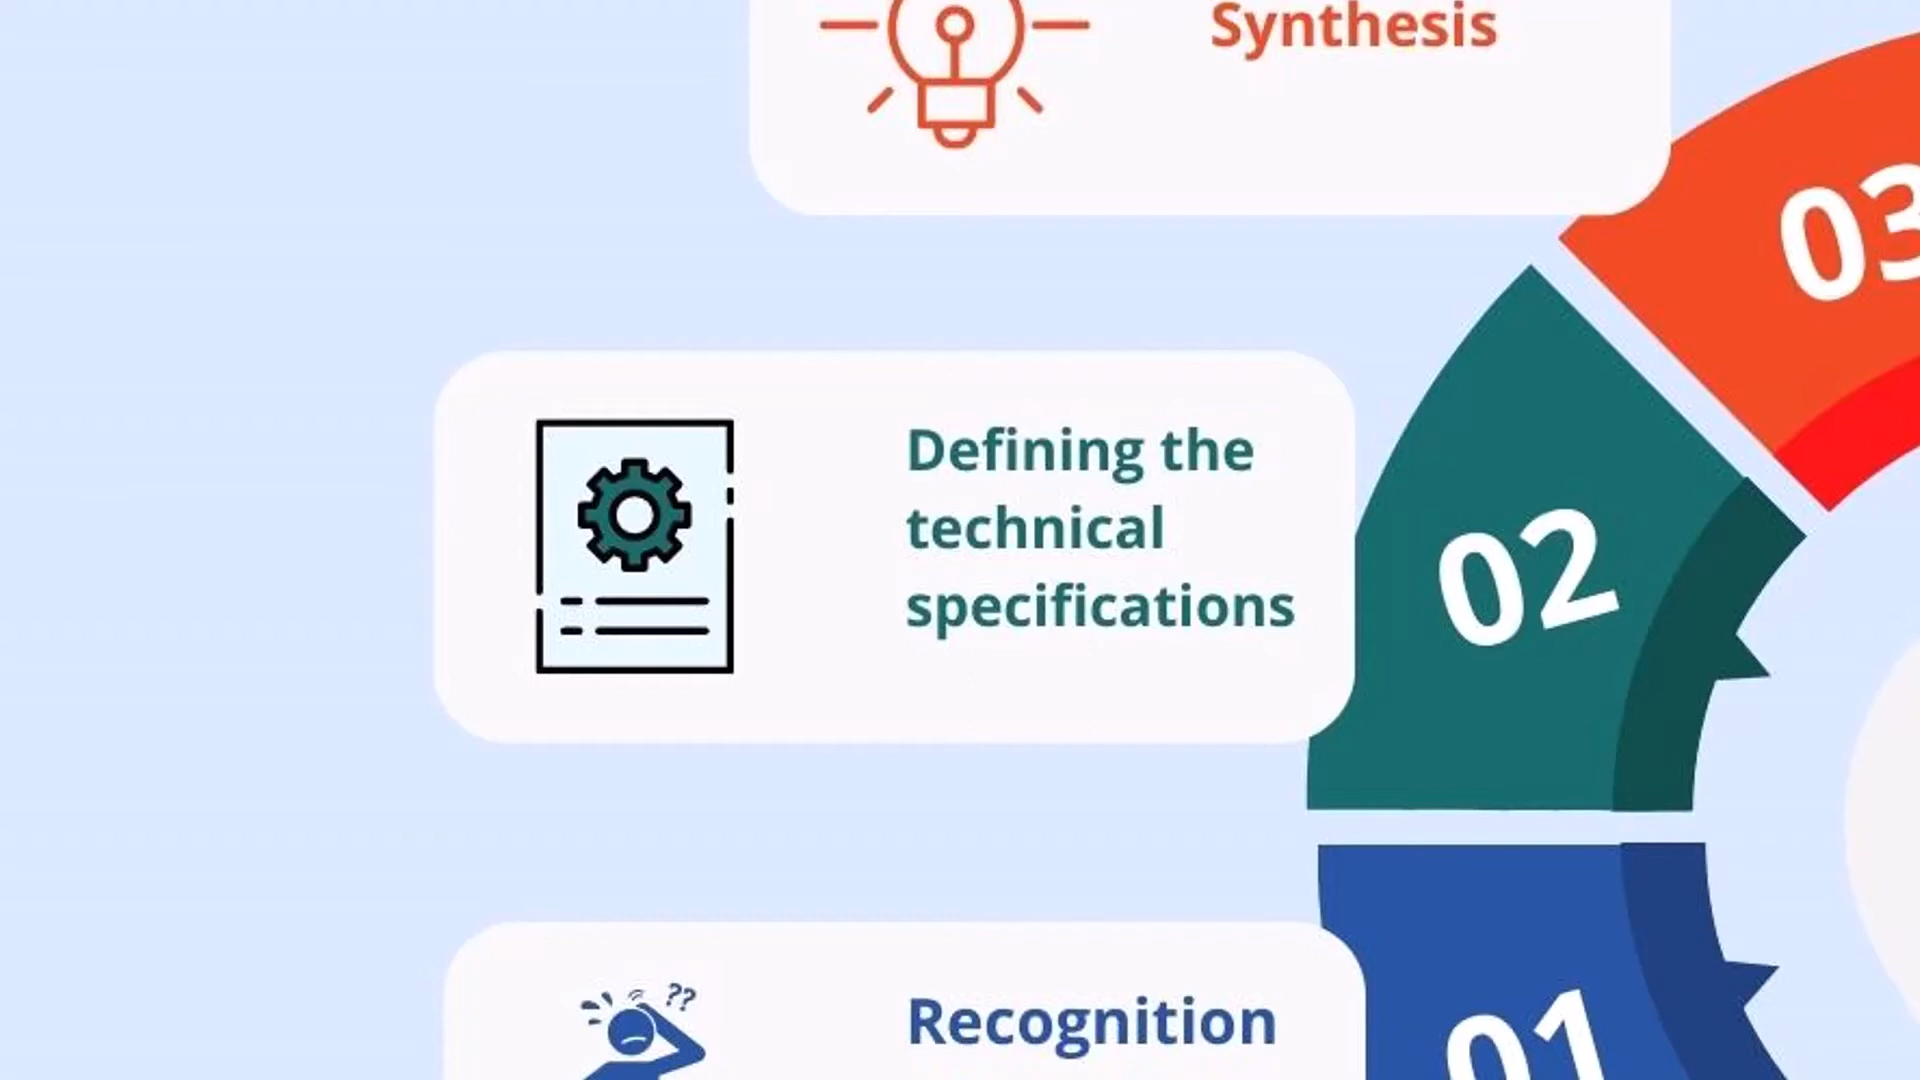 Synthesis
03
Defining the
technical
specifications
02
??
Recognition
01